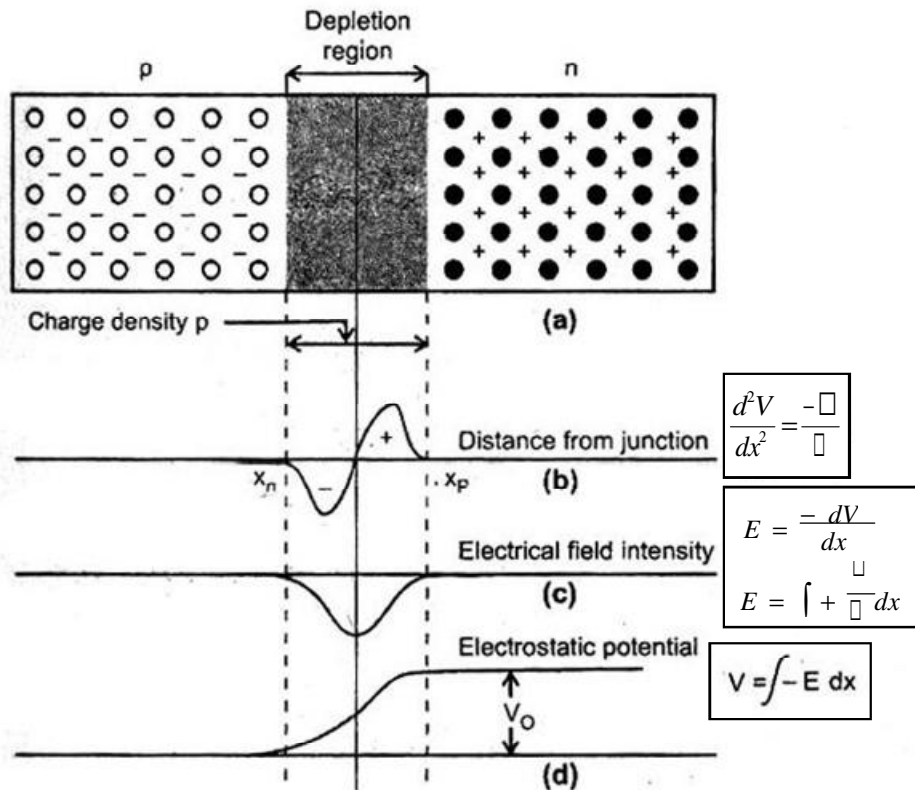 Depletion
region
p n
(a)
Charge density p
d²V/dx² = -□/□
+
Distance from junction
xn − . xp
(b)
E = − dV/dx
Electrical field intensity
(c)
E = ∫ + □/□ dx
Electrostatic potential
V = ∫ − E dx
VO
(d)